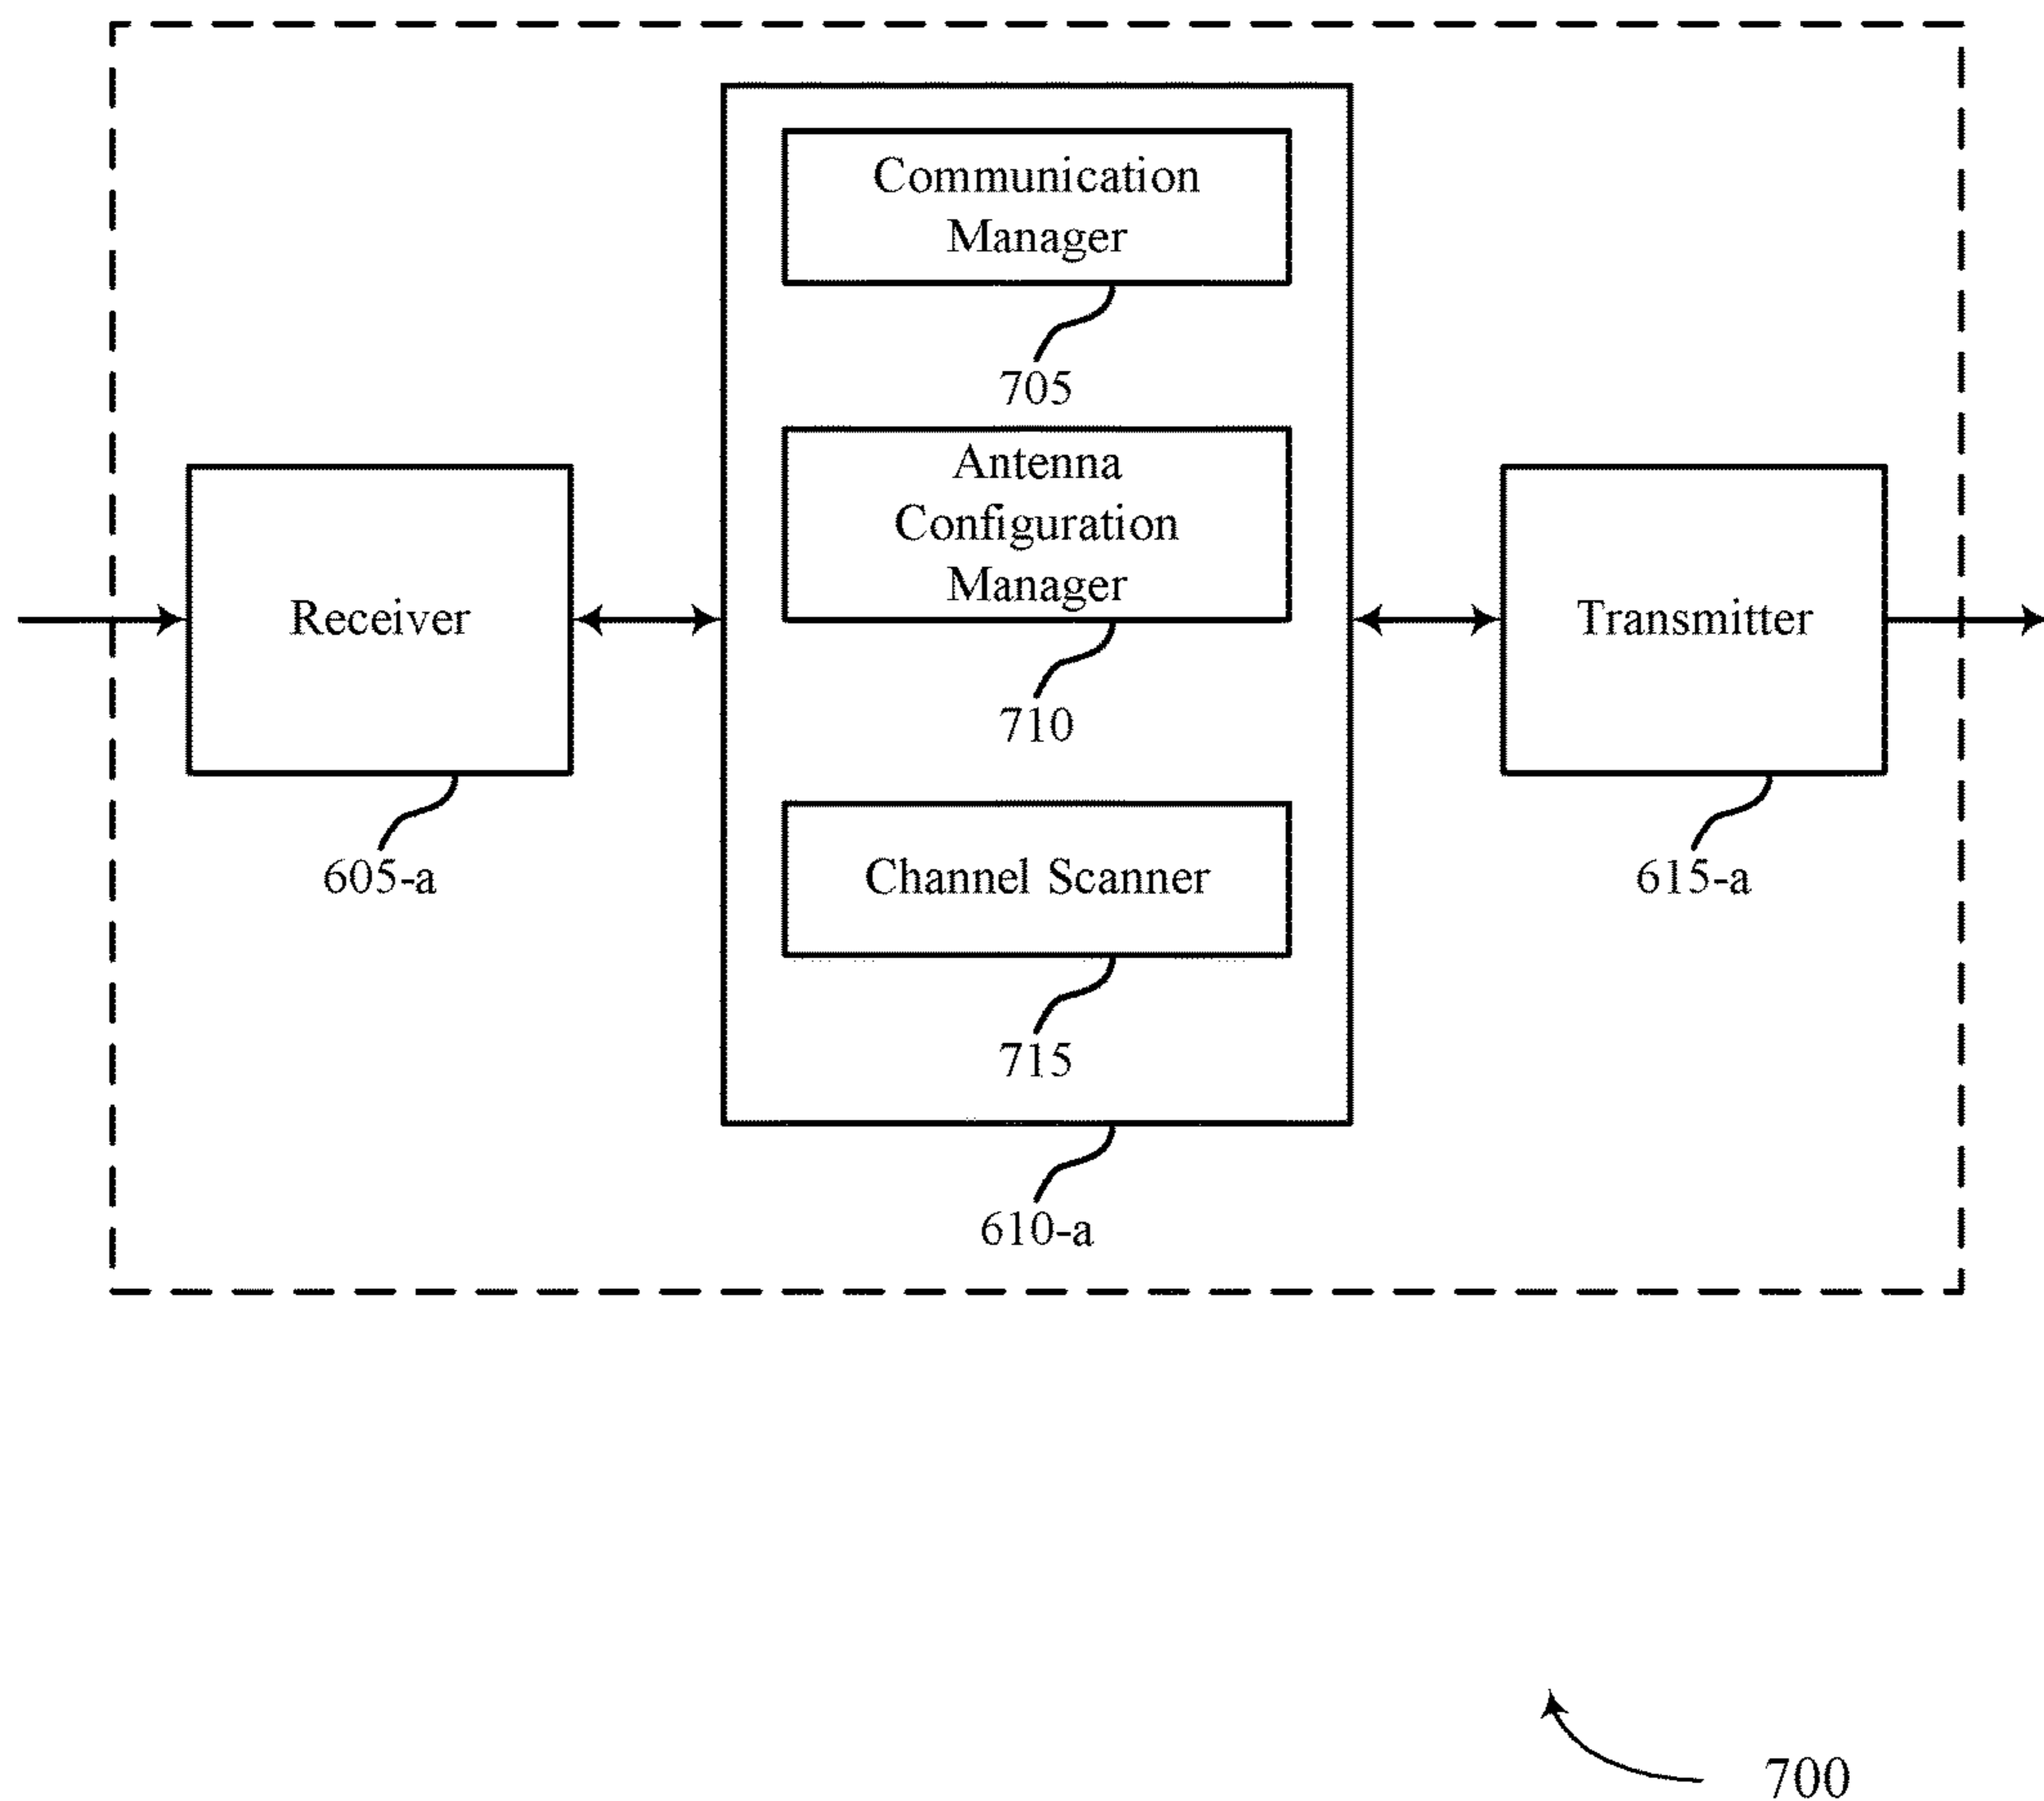 Communication
Manager
705
Antenna
Configuration
Manager
710
Receiver
605-a
Transmitter
615-a
Channel Scanner
715
610-a
700